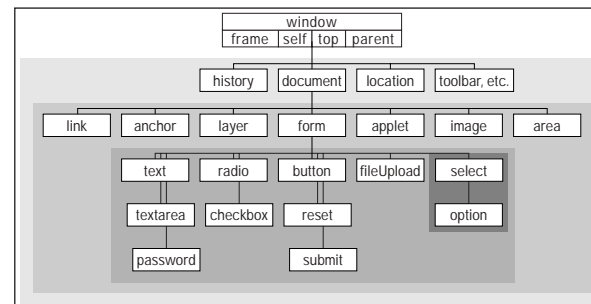 window
frame self top parent
history document location toolbar, etc.
link anchor layer form applet image area
text radio button fileUpload select
textarea checkbox reset option
password submit